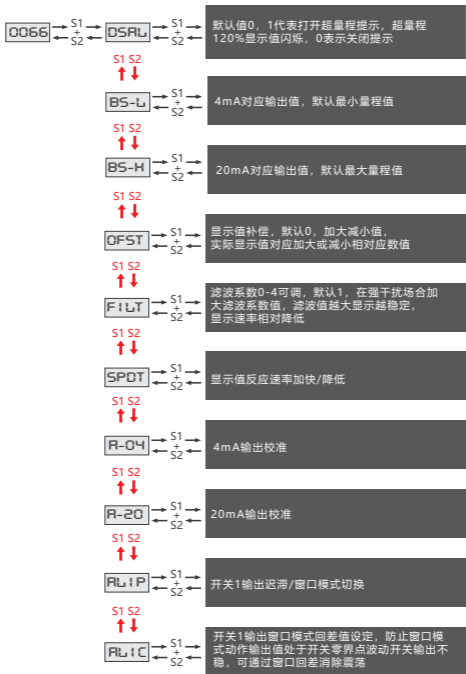 0066
S1
+
S2
DSAL
S1
+
S2
默认值0，1代表打开超量程提示，超量程
120%显示值闪烁，0表示关闭提示
S1 S2
BS-L
S1
+
S2
4mA对应输出值，默认最小量程值
S1 S2
BS-H
S1
+
S2
20mA对应输出值，默认最大量程值
S1 S2
OFST
S1
+
S2
显示值补偿，默认0，加大减小值，
实际显示值对应加大或减小相对应数值
S1 S2
FILT
S1
+
S2
滤波系数0-4可调，默认1，在强干扰场合加
大滤波系数值，滤波值越大显示越稳定，
显示速率相对降低
S1 S2
SPDT
S1
+
S2
显示值反应速率加快/降低
S1 S2
A-04
S1
+
S2
4mA输出校准
S1 S2
A-20
S1
+
S2
20mA输出校准
S1 S2
AL1P
S1
+
S2
开关1输出迟滞/窗口模式切换
S1 S2
AL1C
S1
+
S2
开关1输出窗口模式回差值设定，防止窗口模
式动作输出值处于开关零界点波动开关输出不
稳，可通过窗口回差消除震荡